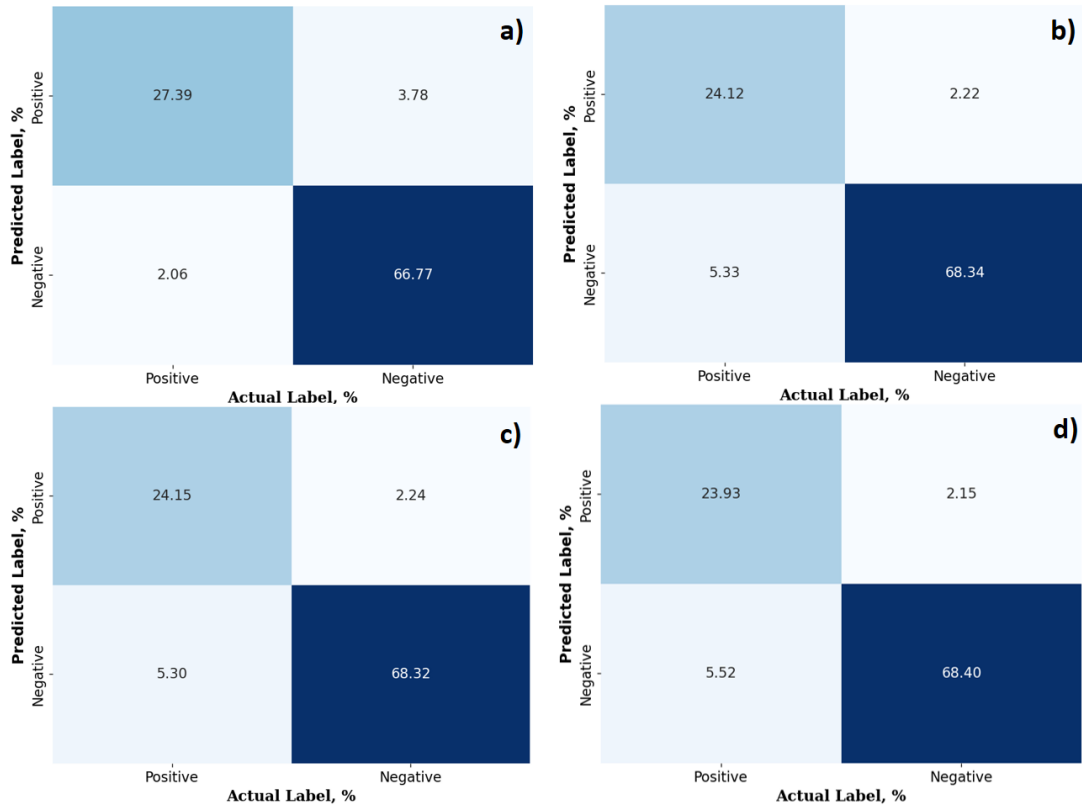 a)
Predicted Label, %
Positive
27.39
3.78
Negative
2.06
66.77
Positive
Negative
Actual Label, %
b)
Predicted Label, %
Positive
24.12
2.22
Negative
5.33
68.34
Positive
Negative
Actual Label, %
c)
Predicted Label, %
Positive
24.15
2.24
Negative
5.30
68.32
Positive
Negative
Actual Label, %
d)
Predicted Label, %
Positive
23.93
2.15
Negative
5.52
68.40
Positive
Negative
Actual Label, %